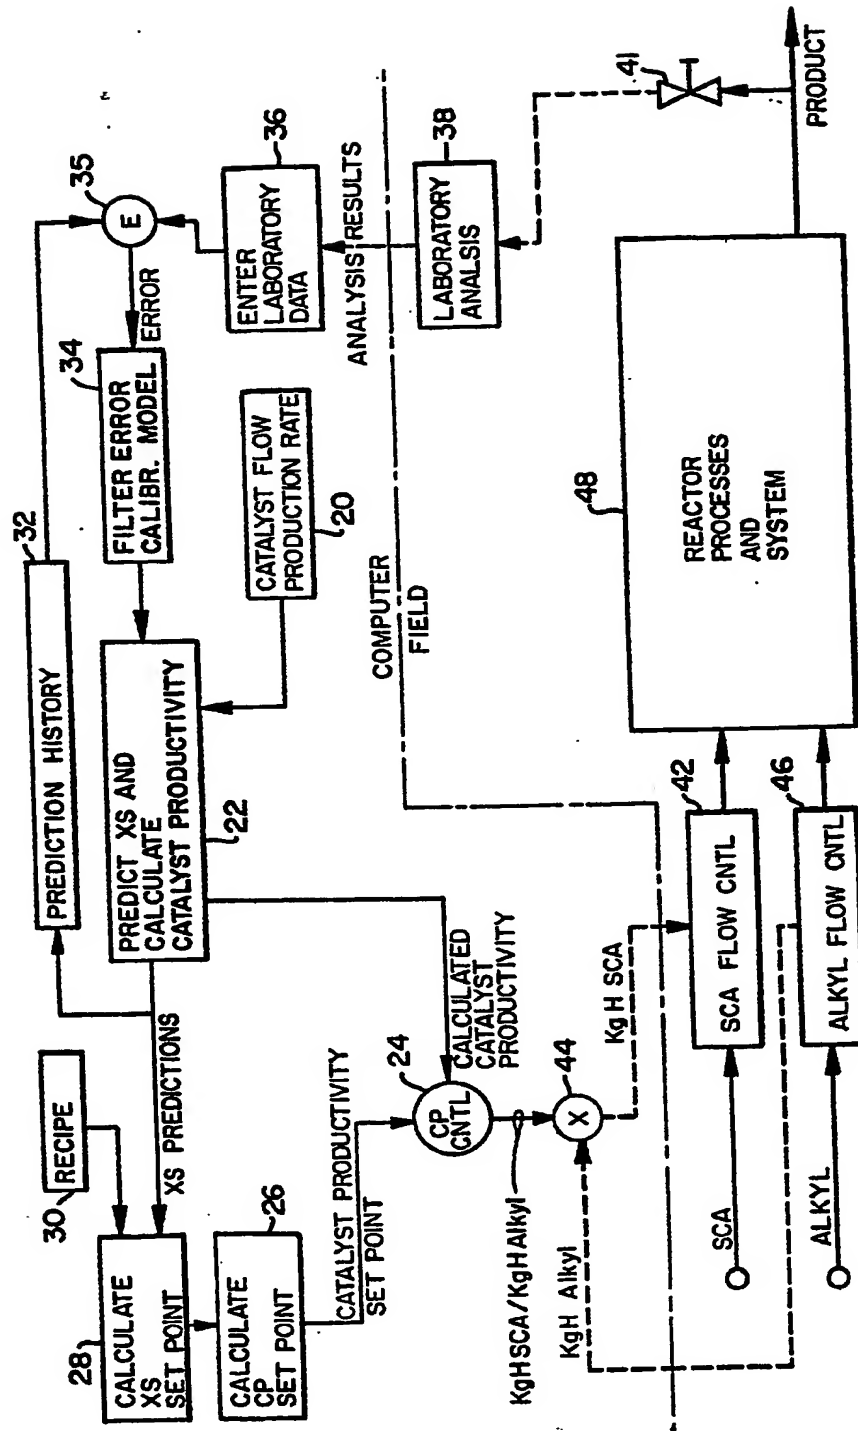 30
RECIPE
28
CALCULATE
XS
SET POINT
XS PREDICTIONS
26
CALCULATE
CP
SET POINT
CATALYST PRODUCTIVITY
SET POINT
PREDICTION HISTORY
32
PREDICT XS AND
CALCULATE
CATALYST PRODUCTIVITY
22
FILTER ERROR
CALIBR. MODEL
34
ERROR
E
35
CATALYST FLOW
PRODUCTION RATE
20
ENTER
LABORATORY
DATA
36
ANALYSIS RESULTS
24
CP
CNTL
CALCULATED
CATALYST
PRODUCTIVITY
COMPUTER
FIELD
LABORATORY
ANALSIS
38
KgHSCA/KgHAlkyl
X
44
KgH Alkyl
KgH SCA
41
SCA
SCA FLOW CNTL
42
ALKYL
ALKYL FLOW CNTL
46
48
REACTOR
PROCESSES
AND
SYSTEM
PRODUCT